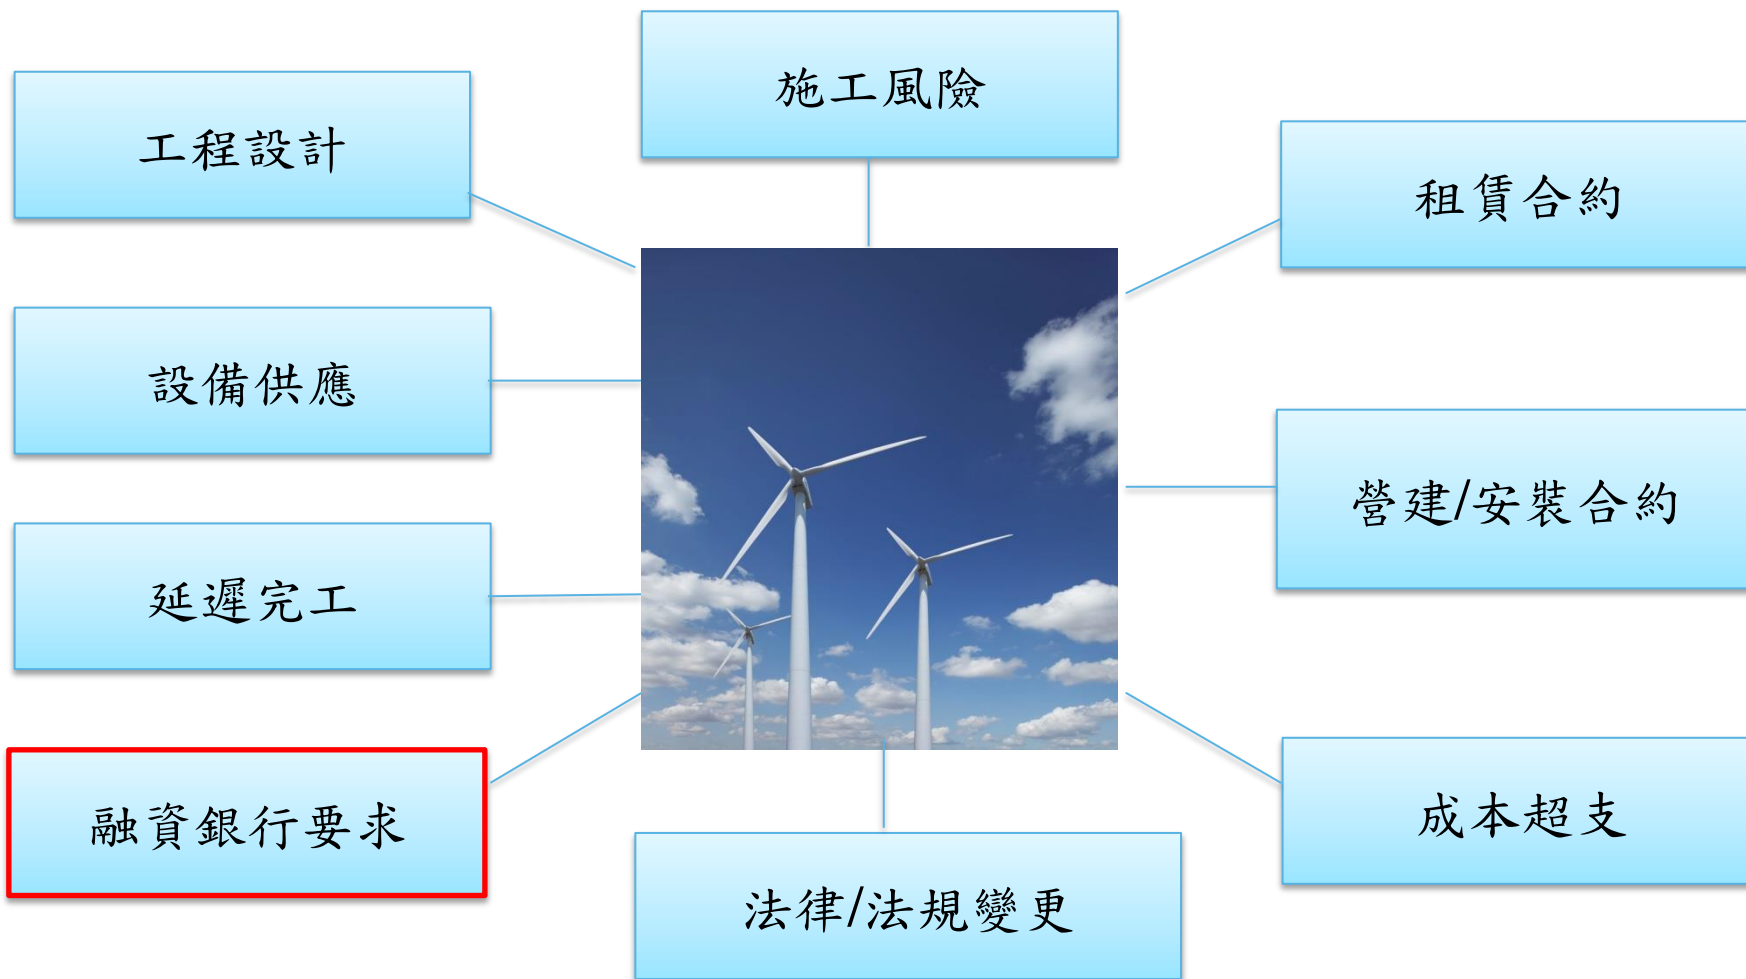 施工風險
工程設計
租賃合約
設備供應
營建/安裝合約
延遲完工
融資銀行要求
成本超支
法律/法規變更